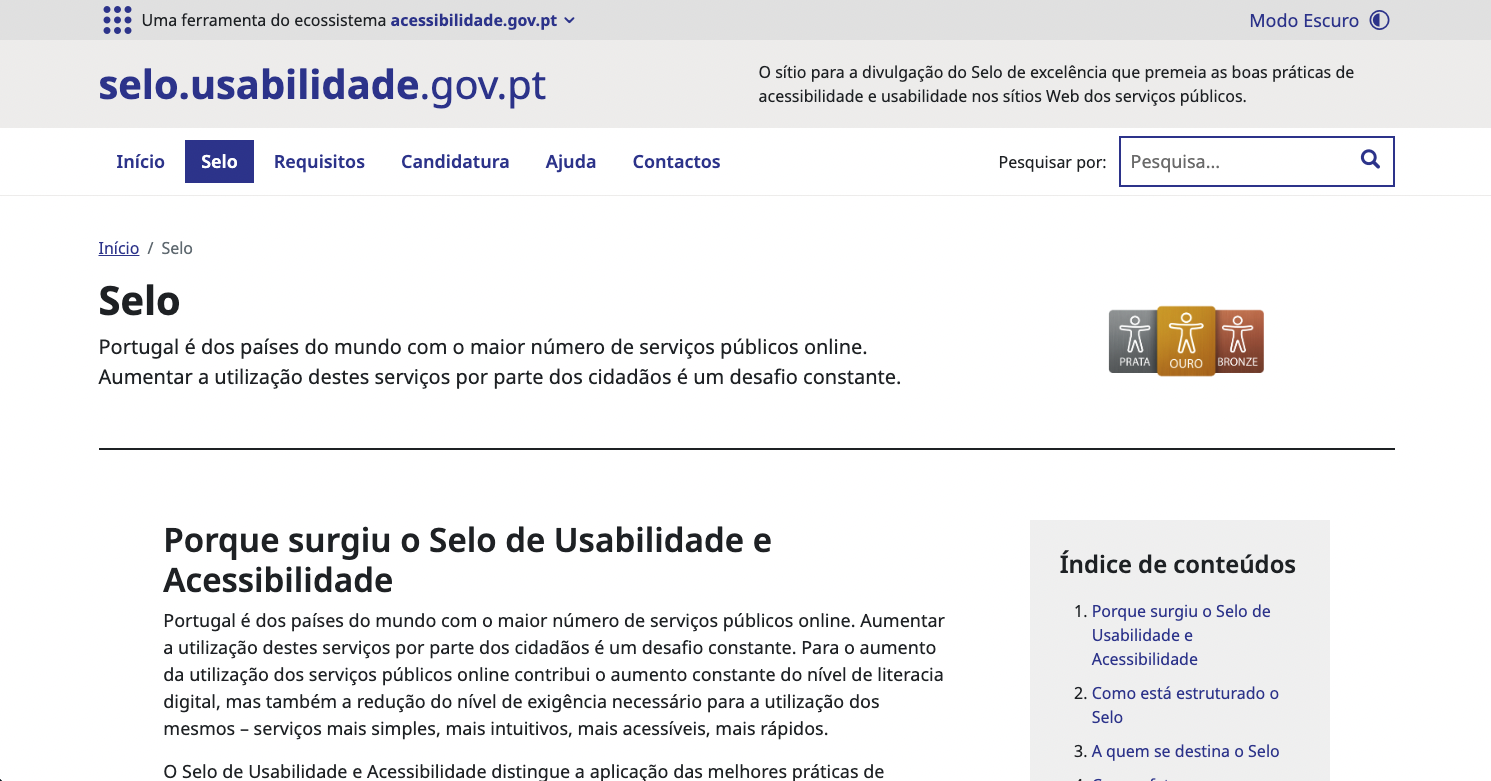 Uma ferramenta do ecossistema acessibilidade.gov.pt
Modo Escuro
selo.usabilidade.gov.pt
O sítio para a divulgação do Selo de excelência que premeia as boas práticas de
acessibilidade e usabilidade nos sítios Web dos serviços públicos.
Início Selo Requisitos Candidatura Ajuda Contactos
Pesquisar por: Pesquisa...
Início / Selo
Selo
Portugal é dos países do mundo com o maior número de serviços públicos online.
Aumentar a utilização destes serviços por parte dos cidadãos é um desafio constante.
PRATA OURO BRONZE
Porque surgiu o Selo de Usabilidade e
Acessibilidade
Portugal é dos países do mundo com o maior número de serviços públicos online. Aumentar
a utilização destes serviços por parte dos cidadãos é um desafio constante. Para o aumento
da utilização dos serviços públicos online contribui o aumento constante do nível de literacia
digital, mas também a redução do nível de exigência necessário para a utilização dos
mesmos – serviços mais simples, mais intuitivos, mais acessíveis, mais rápidos.
O Selo de Usabilidade e Acessibilidade distingue a aplicação das melhores práticas de
Índice de conteúdos
1. Porque surgiu o Selo de
Usabilidade e
Acessibilidade
2. Como está estruturado o
Selo
3. A quem se destina o Selo